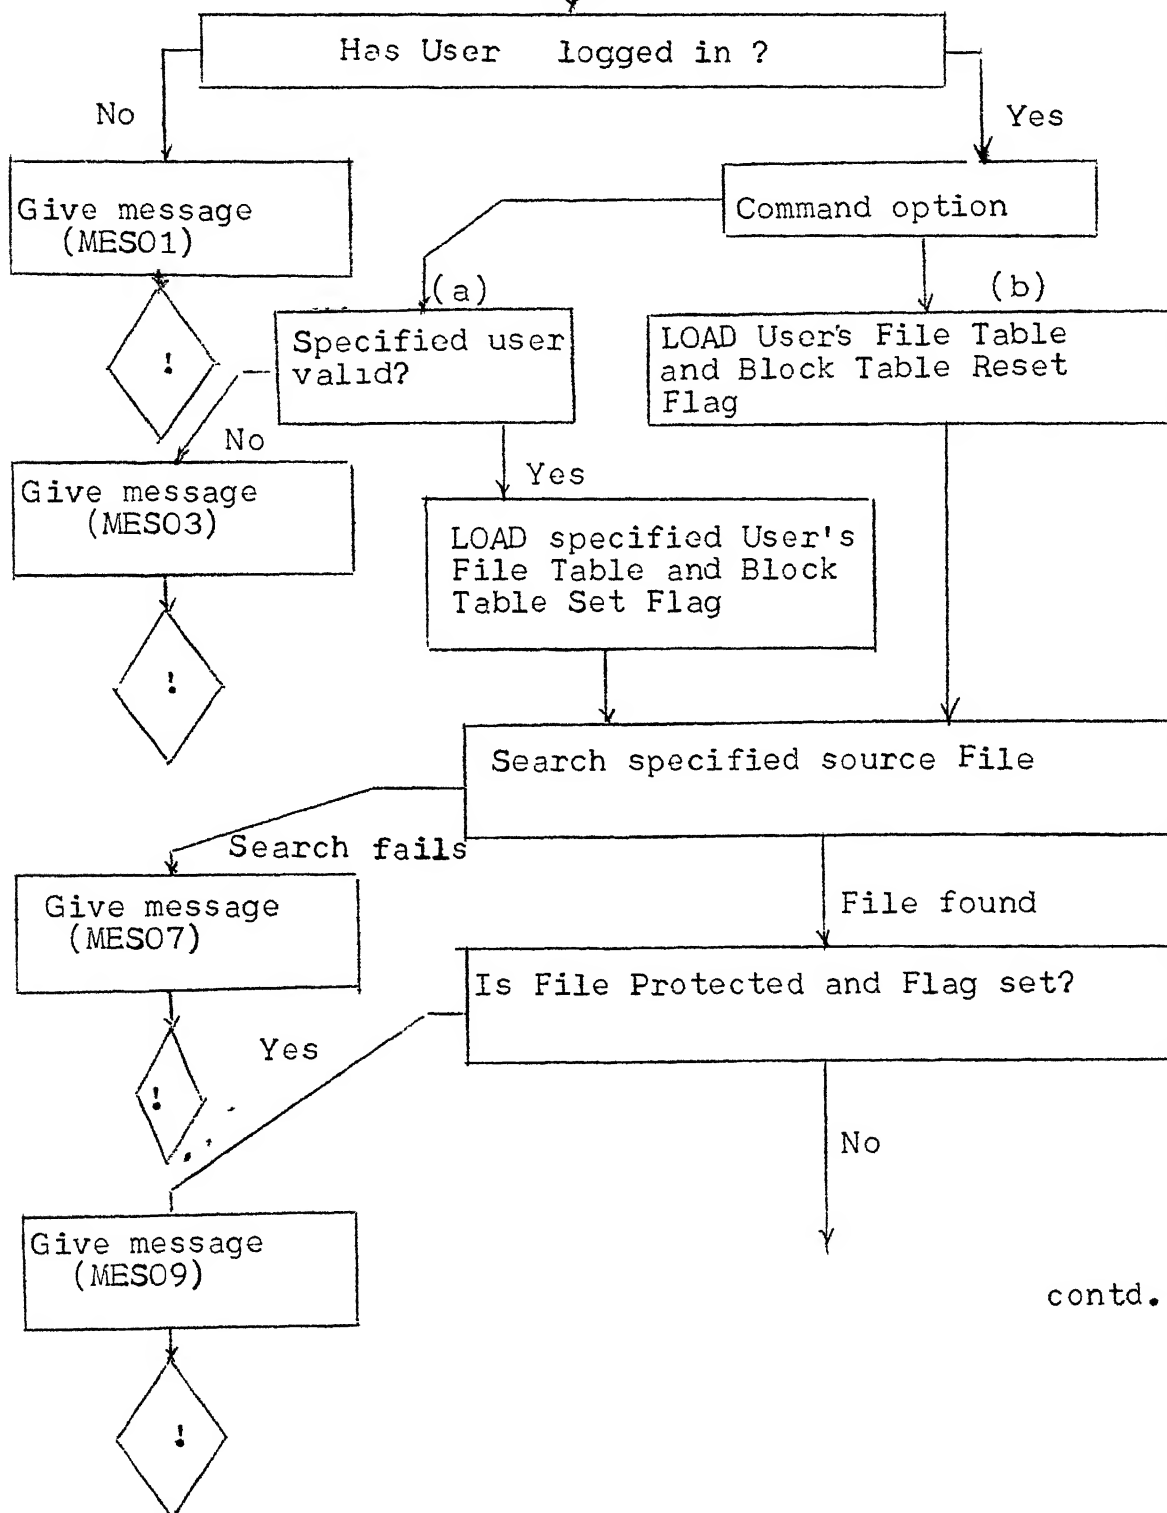 Has User logged in ?
No
Yes
Give message
(MES01)
Command option
!
(a)
(b)
Specified user
valid?
LOAD User's File Table
and Block Table Reset
Flag
No
Yes
Give message
(MES03)
LOAD specified User's
File Table and Block
Table Set Flag
!
Search specified source File
Search fails
File found
Give message
(MES07)
Is File Protected and Flag set?
Yes
!
No
Give message
(MES09)
contd.
!